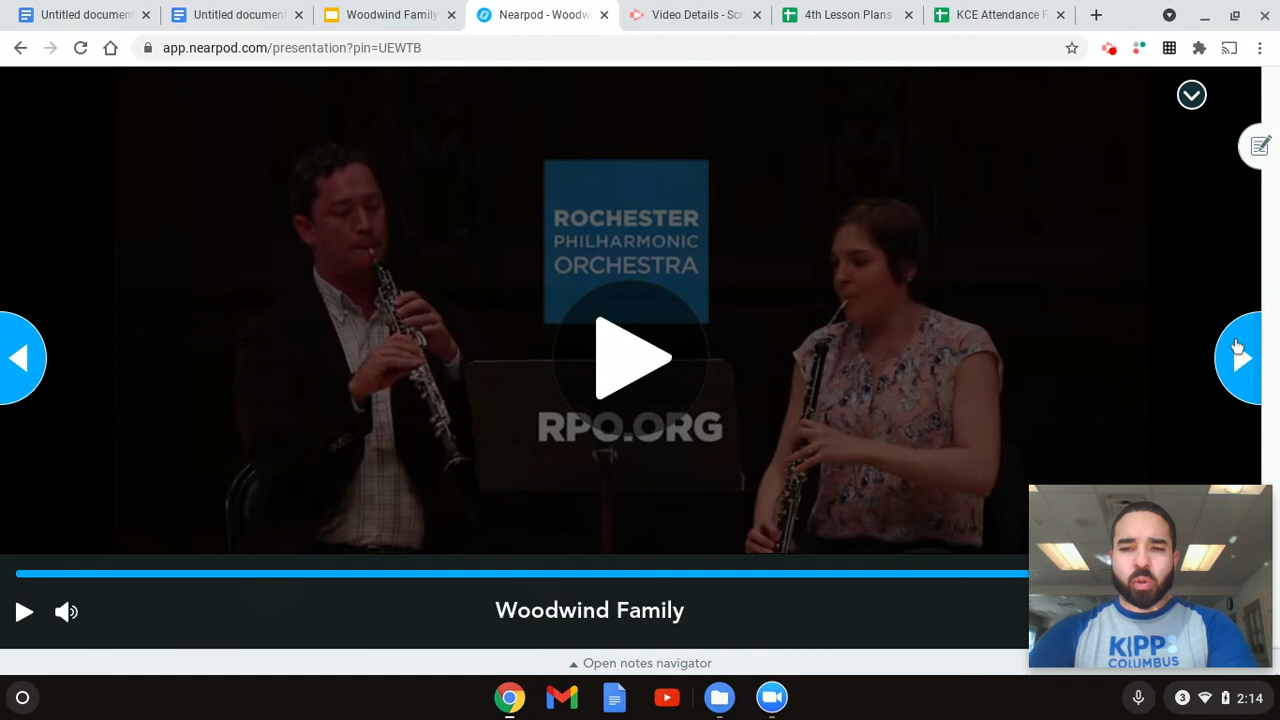 Untitled document
Untitled document
Woodwind Family
Nearpod - Woodw
Video Details - Scr
4th Lesson Plans
KCE Attendance F
app.nearpod.com/presentation?pin=UEWTB
ROCHESTER
PHILHARMONIC
ORCHESTRA
RPO.ORG
Woodwind Family
KIPP:
COLUMBUS
Open notes navigator
3
2:14